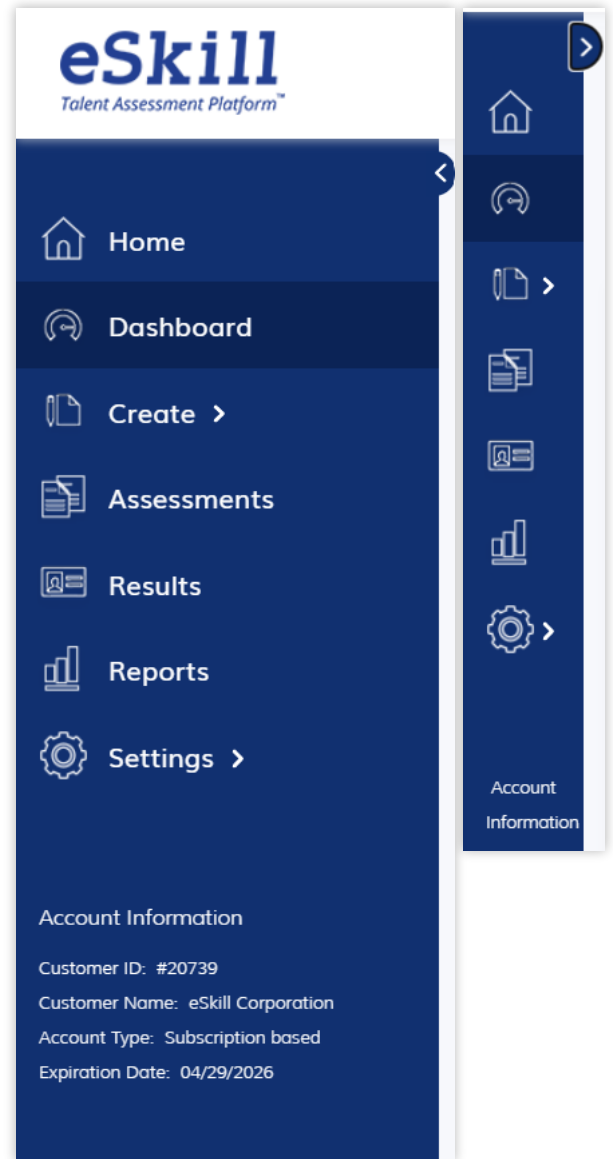 eSkill
Talent Assessment Platform™
Home
Dashboard
Create
Assessments
Results
Reports
Settings
Account Information
Customer ID: #20739
Customer Name: eSkill Corporation
Account Type: Subscription based
Expiration Date: 04/29/2026
Account
Information